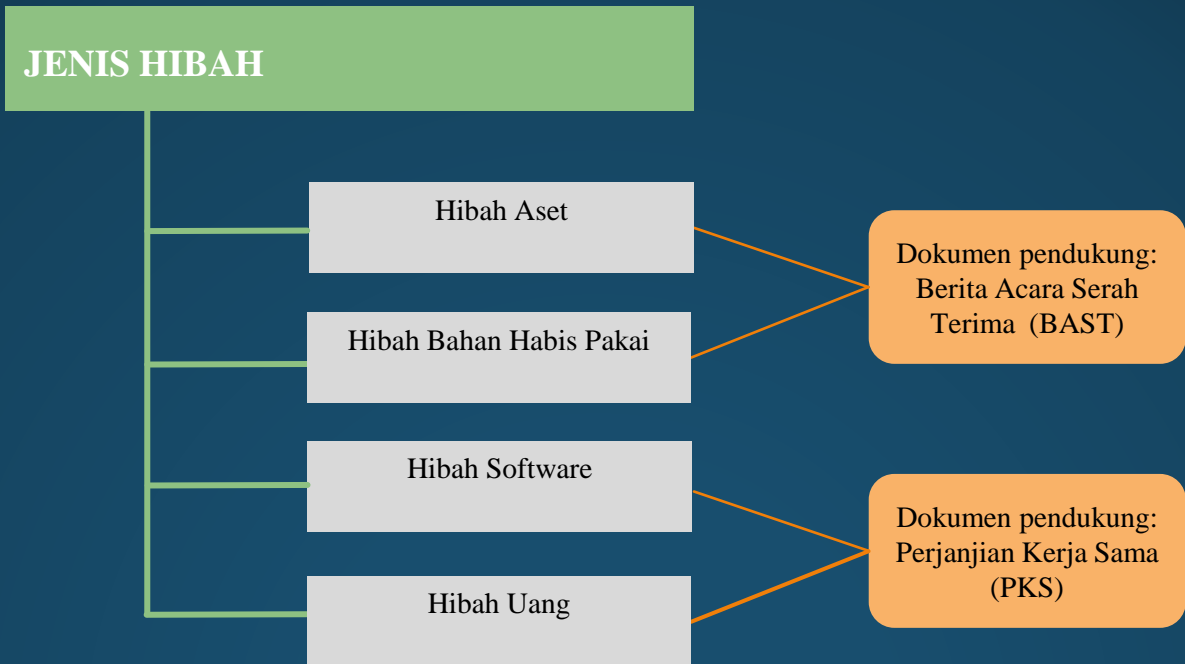 JENIS HIBAH
Hibah Aset
Hibah Bahan Habis Pakai
Hibah Software
Hibah Uang
Dokumen pendukung:
Berita Acara Serah
Terima (BAST)
Dokumen pendukung:
Perjanjian Kerja Sama
(PKS)